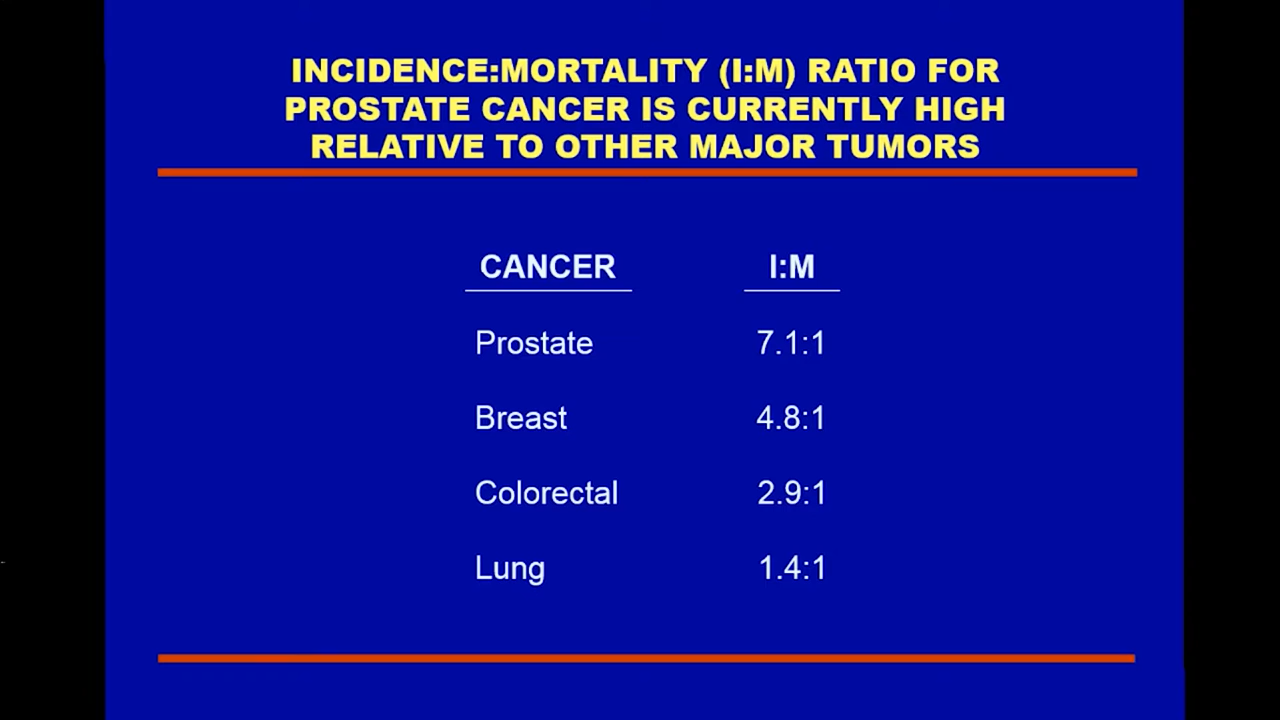 INCIDENCE:MORTALITY (I:M) RATIO FOR
PROSTATE CANCER IS CURRENTLY HIGH
RELATIVE TO OTHER MAJOR TUMORS
CANCER I:M
Prostate 7.1:1
Breast 4.8:1
Colorectal 2.9:1
Lung 1.4:1